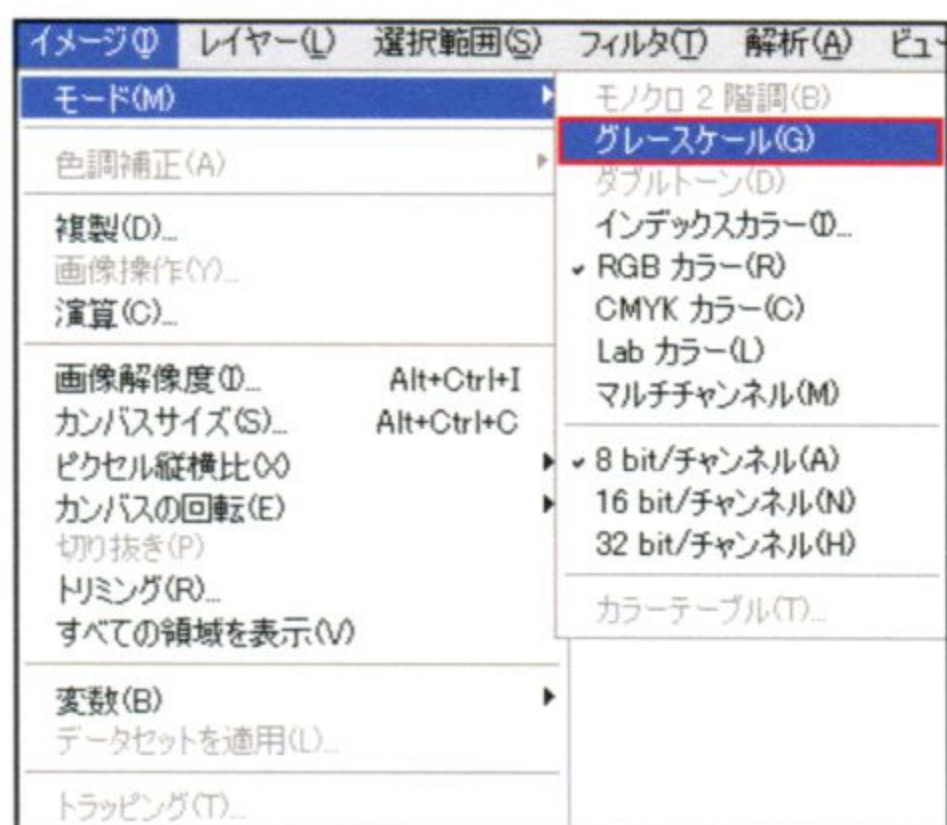 イメージ(I) レイヤー(L) 選択範囲(S) フィルタ(T) 解析(A) ビュー
モード(M)
色調補正(A)
複製(D)...
画像操作(Y)...
演算(C)...
画像解像度(I)... Alt+Ctrl+I
カンバスサイズ(S)... Alt+Ctrl+C
ピクセル縦横比(X)
カンバスの回転(E)
切り抜き(P)
トリミング(R)...
すべての領域を表示(V)
変数(B)
データセットを適用(L)...
トラッピング(T)...
モノクロ 2 階調(B)
グレースケール(G)
ダブルトーン(D)
インデックスカラー(I)...
RGB カラー(R)
CMYK カラー(C)
Lab カラー(L)
マルチチャンネル(M)
8 bit/チャンネル(A)
16 bit/チャンネル(N)
32 bit/チャンネル(H)
カラーテーブル(T)...